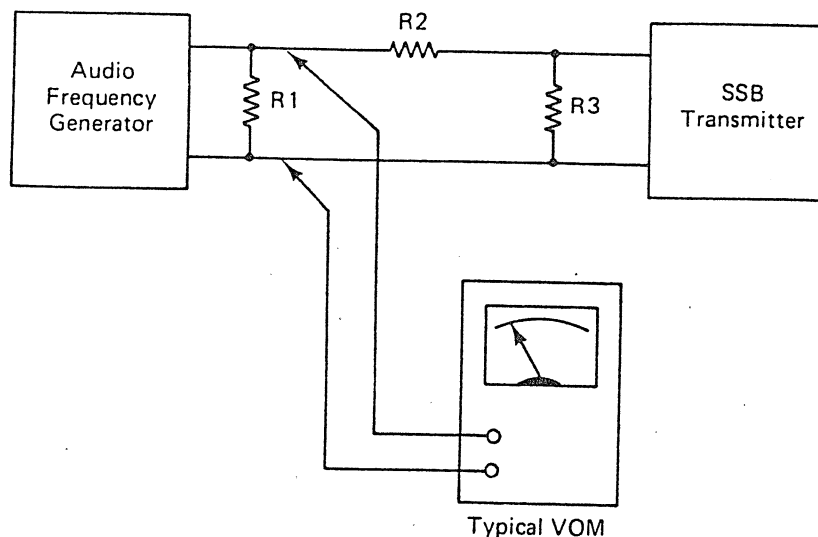 R2
Audio
Frequency
Generator
R1
R3
SSB
Transmitter
Typical VOM